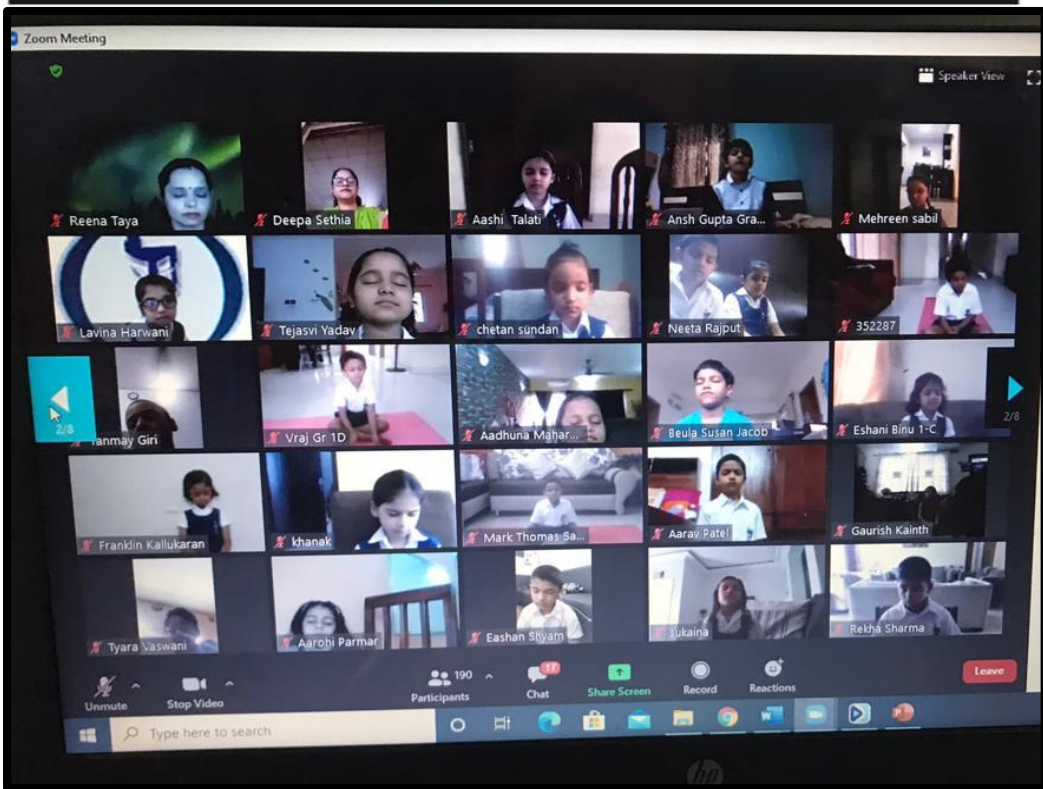 Zoom Meeting
Speaker View
Reena Taya
Deepa Sethia
Aashi Talati
Ansh Gupta Gra...
Mehreen sabil
Lavina Harwani
Tejasvi Yadav
chetan sundan
Neeta Rajput
352287
2/8
Tanmay Giri
Vraj Gr 1D
Aadhuna Mahar...
Beula Susan Jacob
Eshani Binu 1-C
2/8
Franklin Kallukaran
khanak
Mark Thomas Sa...
Aarav Patel
Gaurish Kainth
Tyara Vaswani
Aarohi Parmar
Eashan Shyam
sukaina
Rekha Sharma
Unmute
Stop Video
190
Participants
17
Chat
Share Screen
Record
Reactions
Leave
Type here to search
hp